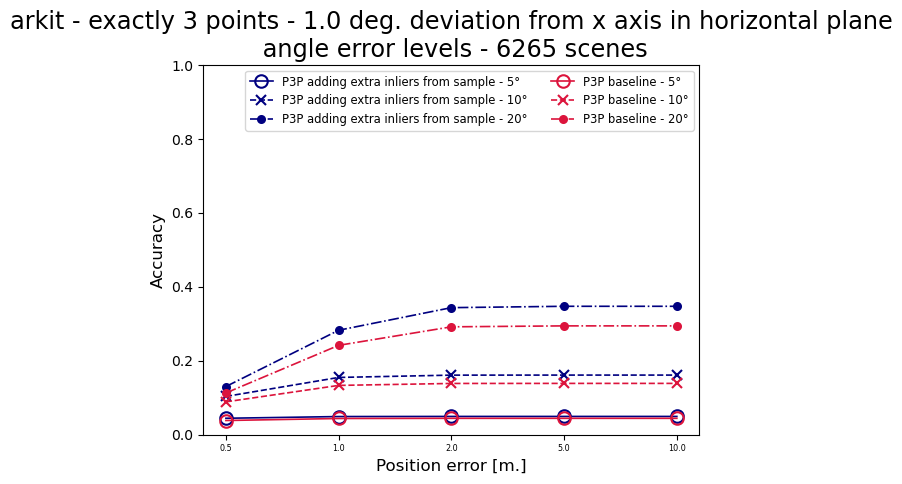 arkit - exactly 3 points - 1.0 deg. deviation from x axis in horizontal plane
angle error levels - 6265 scenes
P3P adding extra inliers from sample - 5°
P3P adding extra inliers from sample - 10°
P3P adding extra inliers from sample - 20°
P3P baseline - 5°
P3P baseline - 10°
P3P baseline - 20°
1.0
0.8
0.6
0.4
0.2
0.0
Accuracy
0.5 1.0 2.0 5.0 10.0
Position error [m.]